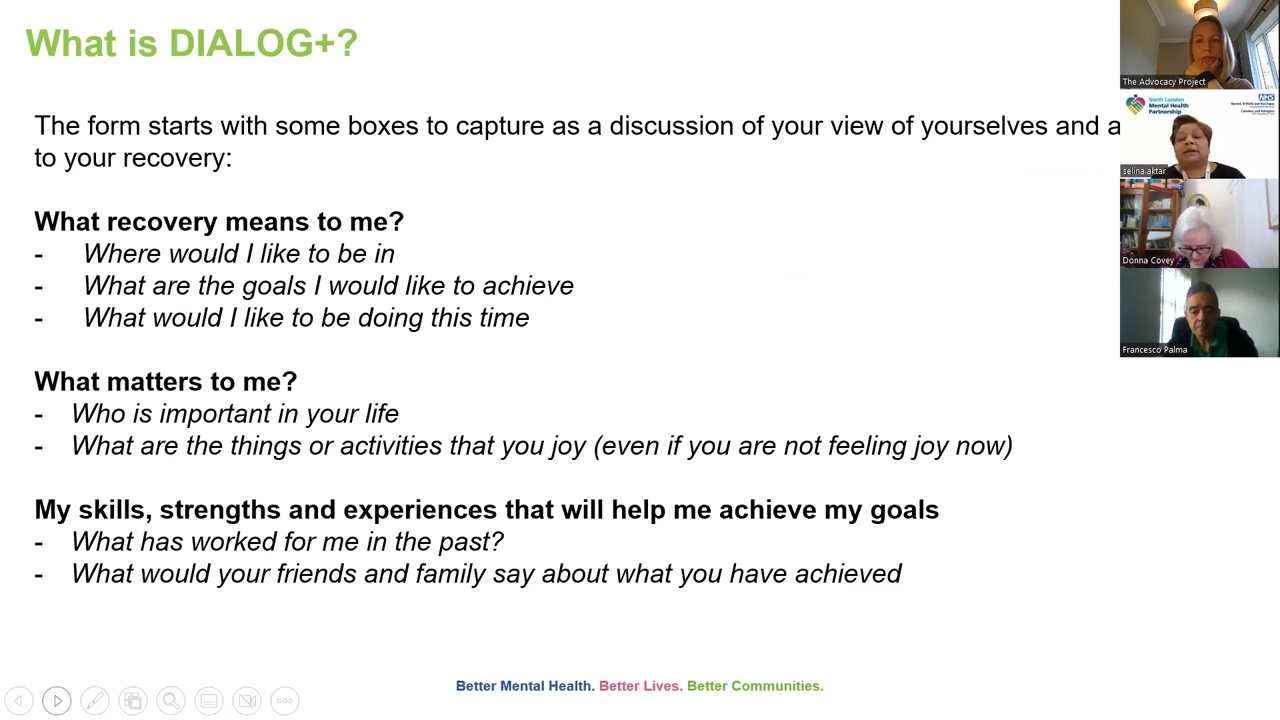 What is DIALOG+?
The form starts with some boxes to capture as a discussion of your view of yourselves and a
to your recovery:
What recovery means to me?
- Where would I like to be in
- What are the goals I would like to achieve
- What would I like to be doing this time
What matters to me?
- Who is important in your life
- What are the things or activities that you joy (even if you are not feeling joy now)
My skills, strengths and experiences that will help me achieve my goals
- What has worked for me in the past?
- What would your friends and family say about what you have achieved
Better Mental Health. Better Lives. Better Communities.
The Advocacy Project
North London
Mental Health
Partnership
NHS
selina.aktar
Donna Covey
Francesco Palma